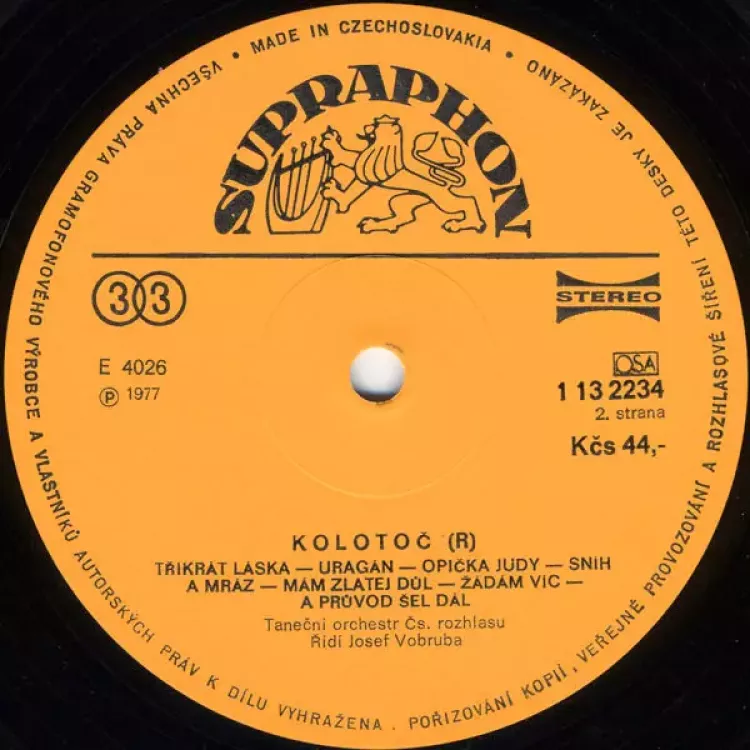 VŠECHNA PRÁVA GRAMOFONOVÉHO VÝROBCE A VLASTNÍKŮ AUTORSKÝCH PRÁV K DÍLU VYHRAŽENA . POŘIZOVÁNÍ KOPIÍ, VEŘEJNÉ PROVOZOVÁNÍ A ROZHLASOVÉ ŠÍŘENÍ TÉTO DESKY JE ZAKÁZÁNO
• MADE IN CZECHOSLOVAKIA •
SUPRAPHON
33
STEREO
E 4026
Ⓟ 1977
OSA
1 13 2234
2. strana
Kčs 44,-
KOLOTOČ (R)
TŘIKRÁT LÁSKA — URAGÁN — OPIČKA JUDY — SNÍH
A MRÁZ — MÁM ZLATEJ DŮL — ŽÁDÁM VÍC —
A PRŮVOD ŠEL DÁL
Taneční orchestr Čs. rozhlasu
Řídí Josef Vobruba